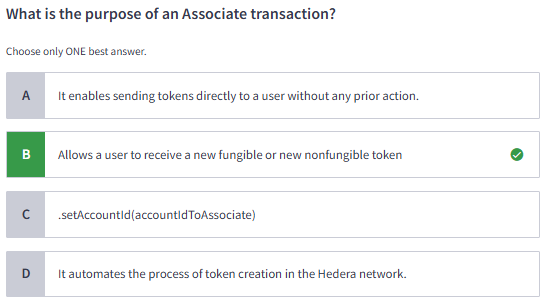 What is the purpose of an Associate transaction?
Choose only ONE best answer.
A It enables sending tokens directly to a user without any prior action.
B Allows a user to receive a new fungible or new nonfungible token
C .setAccountId(accountIdToAssociate)
D It automates the process of token creation in the Hedera network.